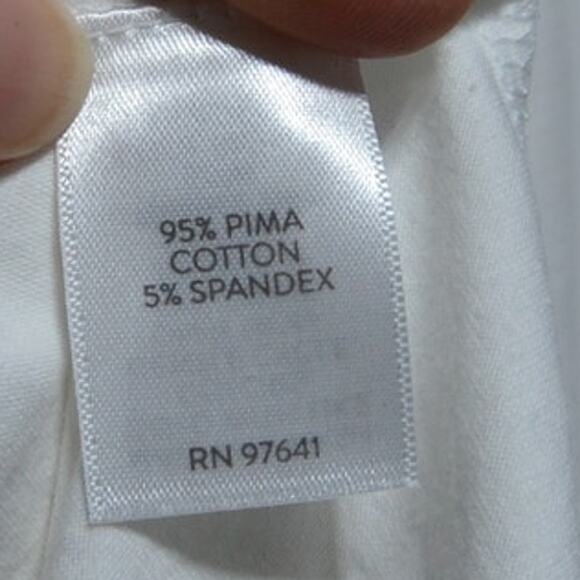 95% PIMA
COTTON
5% SPANDEX
RN 97641